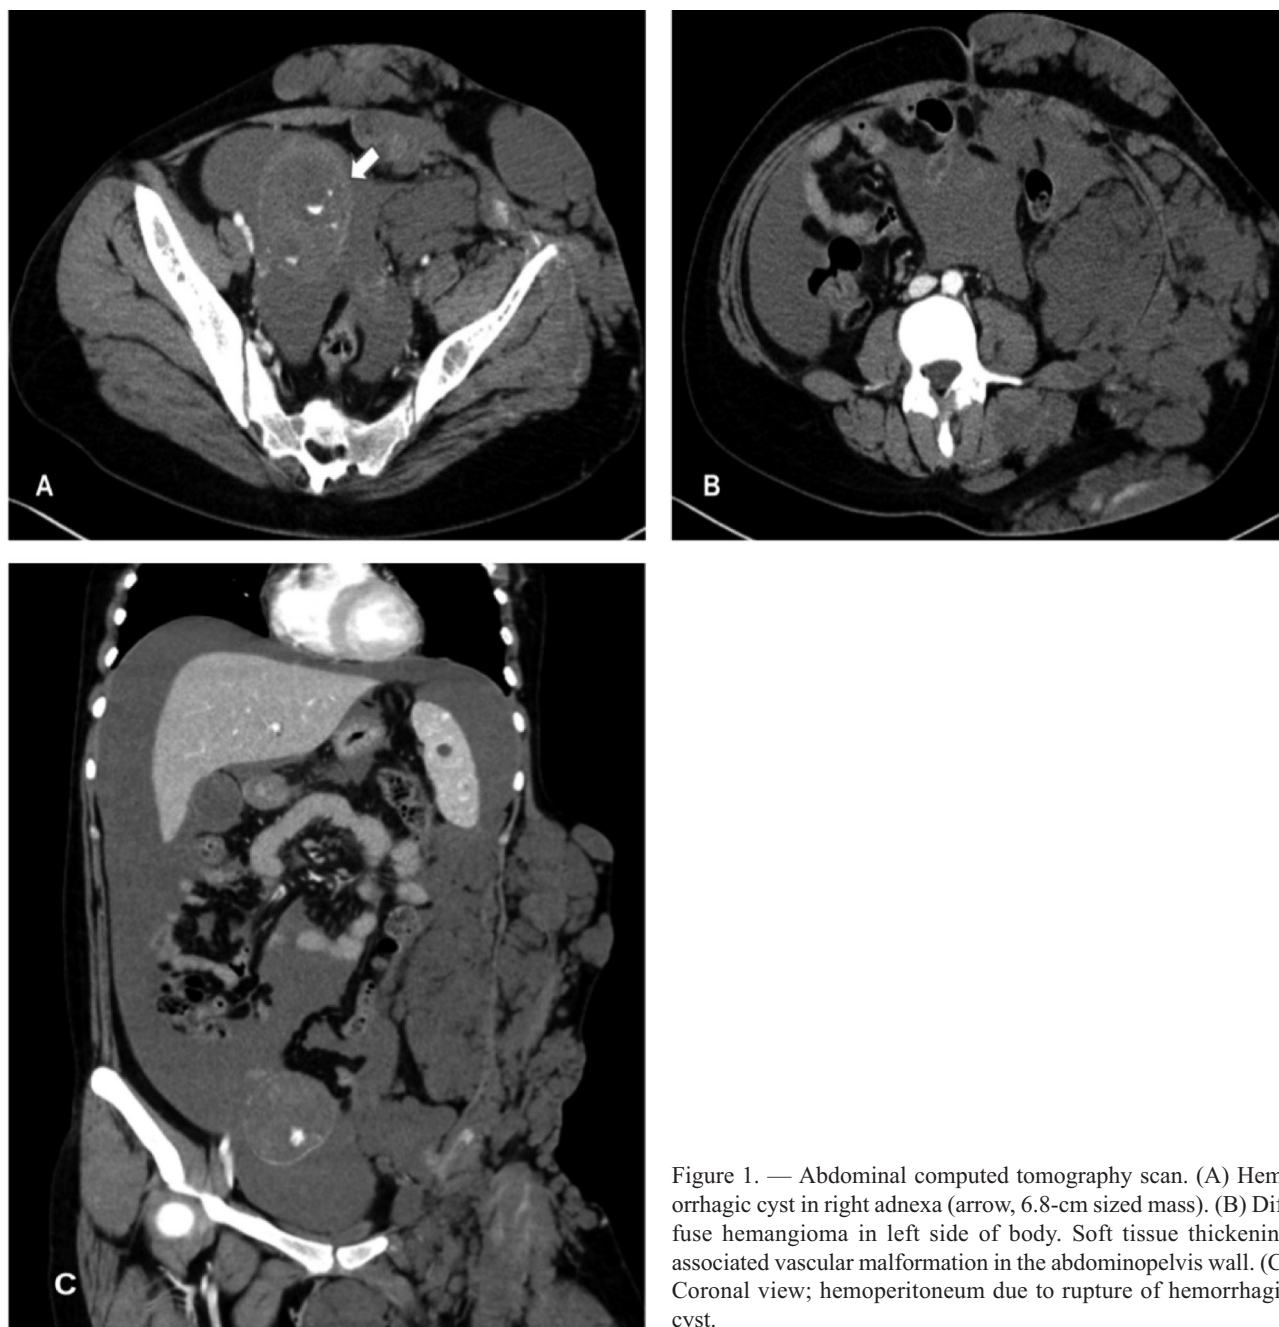 A
B
C
Figure 1. — Abdominal computed tomography scan. (A) Hem
orrhagic cyst in right adnexa (arrow, 6.8-cm sized mass). (B) Dif
fuse hemangioma in left side of body. Soft tissue thickenin
associated vascular malformation in the abdominopelvis wall. (C
Coronal view; hemoperitoneum due to rupture of hemorrhagi
cyst.